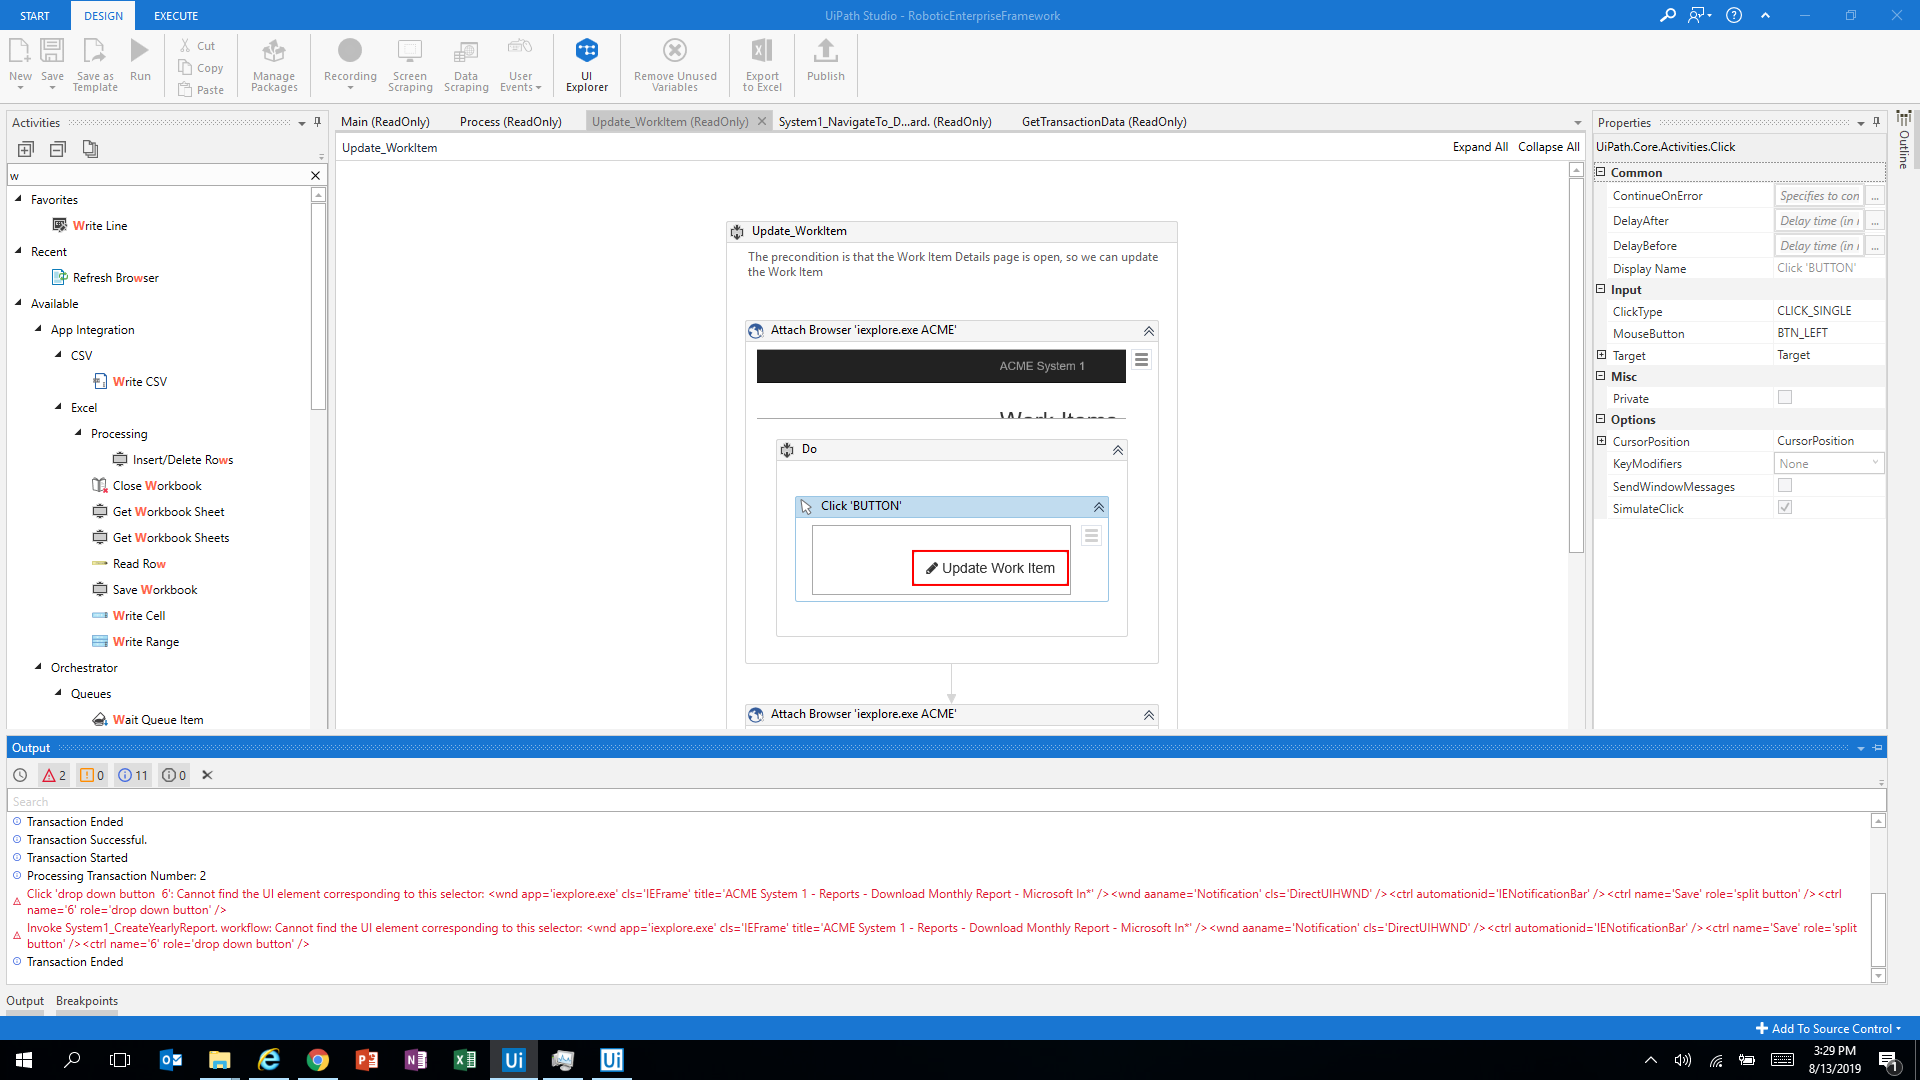 START DESIGN EXECUTE UiPath Studio - RoboticEnterpriseFramework
New Save Save as Template Run
Cut
Copy
Paste
Manage Packages
Recording Screen Scraping Data Scraping User Events
UI Explorer
Remove Unused Variables
Export to Excel
Publish
Activities
w
Favorites
Write Line
Recent
Refresh Browser
Available
App Integration
CSV
Write CSV
Excel
Processing
Insert/Delete Rows
Close Workbook
Get Workbook Sheet
Get Workbook Sheets
Read Row
Save Workbook
Write Cell
Write Range
Orchestrator
Queues
Wait Queue Item
Main (ReadOnly) Process (ReadOnly) Update_WorkItem (ReadOnly) System1_NavigateTo_D...ard. (ReadOnly) GetTransactionData (ReadOnly)
Update_WorkItem Expand All Collapse All
Update_WorkItem
The precondition is that the Work Item Details page is open, so we can update
the Work Item
Attach Browser 'iexplore.exe ACME'
ACME System 1
Work Items
Do
Click 'BUTTON'
Update Work Item
Attach Browser 'iexplore.exe ACME'
Properties
UiPath.Core.Activities.Click
Common
ContinueOnError Specifies to con ...
DelayAfter Delay time (in ...
DelayBefore Delay time (in ...
Display Name Click 'BUTTON'
Input
ClickType CLICK_SINGLE
MouseButton BTN_LEFT
Target Target
Misc
Private
Options
CursorPosition CursorPosition
KeyModifiers None
SendWindowMessages
SimulateClick
Outline
Output
2 0 11 0
Search
Transaction Ended
Transaction Successful.
Transaction Started
Processing Transaction Number: 2
Click 'drop down button  6': Cannot find the UI element corresponding to this selector: <wnd app='iexplore.exe' cls='IEFrame' title='ACME System 1 - Reports - Download Monthly Report - Microsoft In*' /><wnd aaname='Notification' cls='DirectUIHWND' /><ctrl automationid='IENotificationBar' /><ctrl name='Save' role='split button' /><ctrl
name='6' role='drop down button' />
Invoke System1_CreateYearlyReport. workflow: Cannot find the UI element corresponding to this selector: <wnd app='iexplore.exe' cls='IEFrame' title='ACME System 1 - Reports - Download Monthly Report - Microsoft In*' /><wnd aaname='Notification' cls='DirectUIHWND' /><ctrl automationid='IENotificationBar' /><ctrl name='Save' role='split
button' /><ctrl name='6' role='drop down button' />
Transaction Ended
Output Breakpoints
Add To Source Control
Ui Ui
3:29 PM
8/13/2019
1